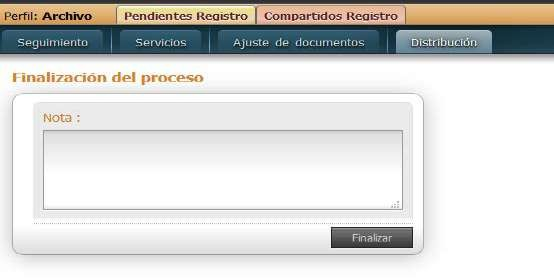 Perfil: Archivo Pendientes Registro Compartidos Registro
Seguimiento Servicios Ajuste de documentos Distribución
Finalización del proceso
Nota :
Finalizar